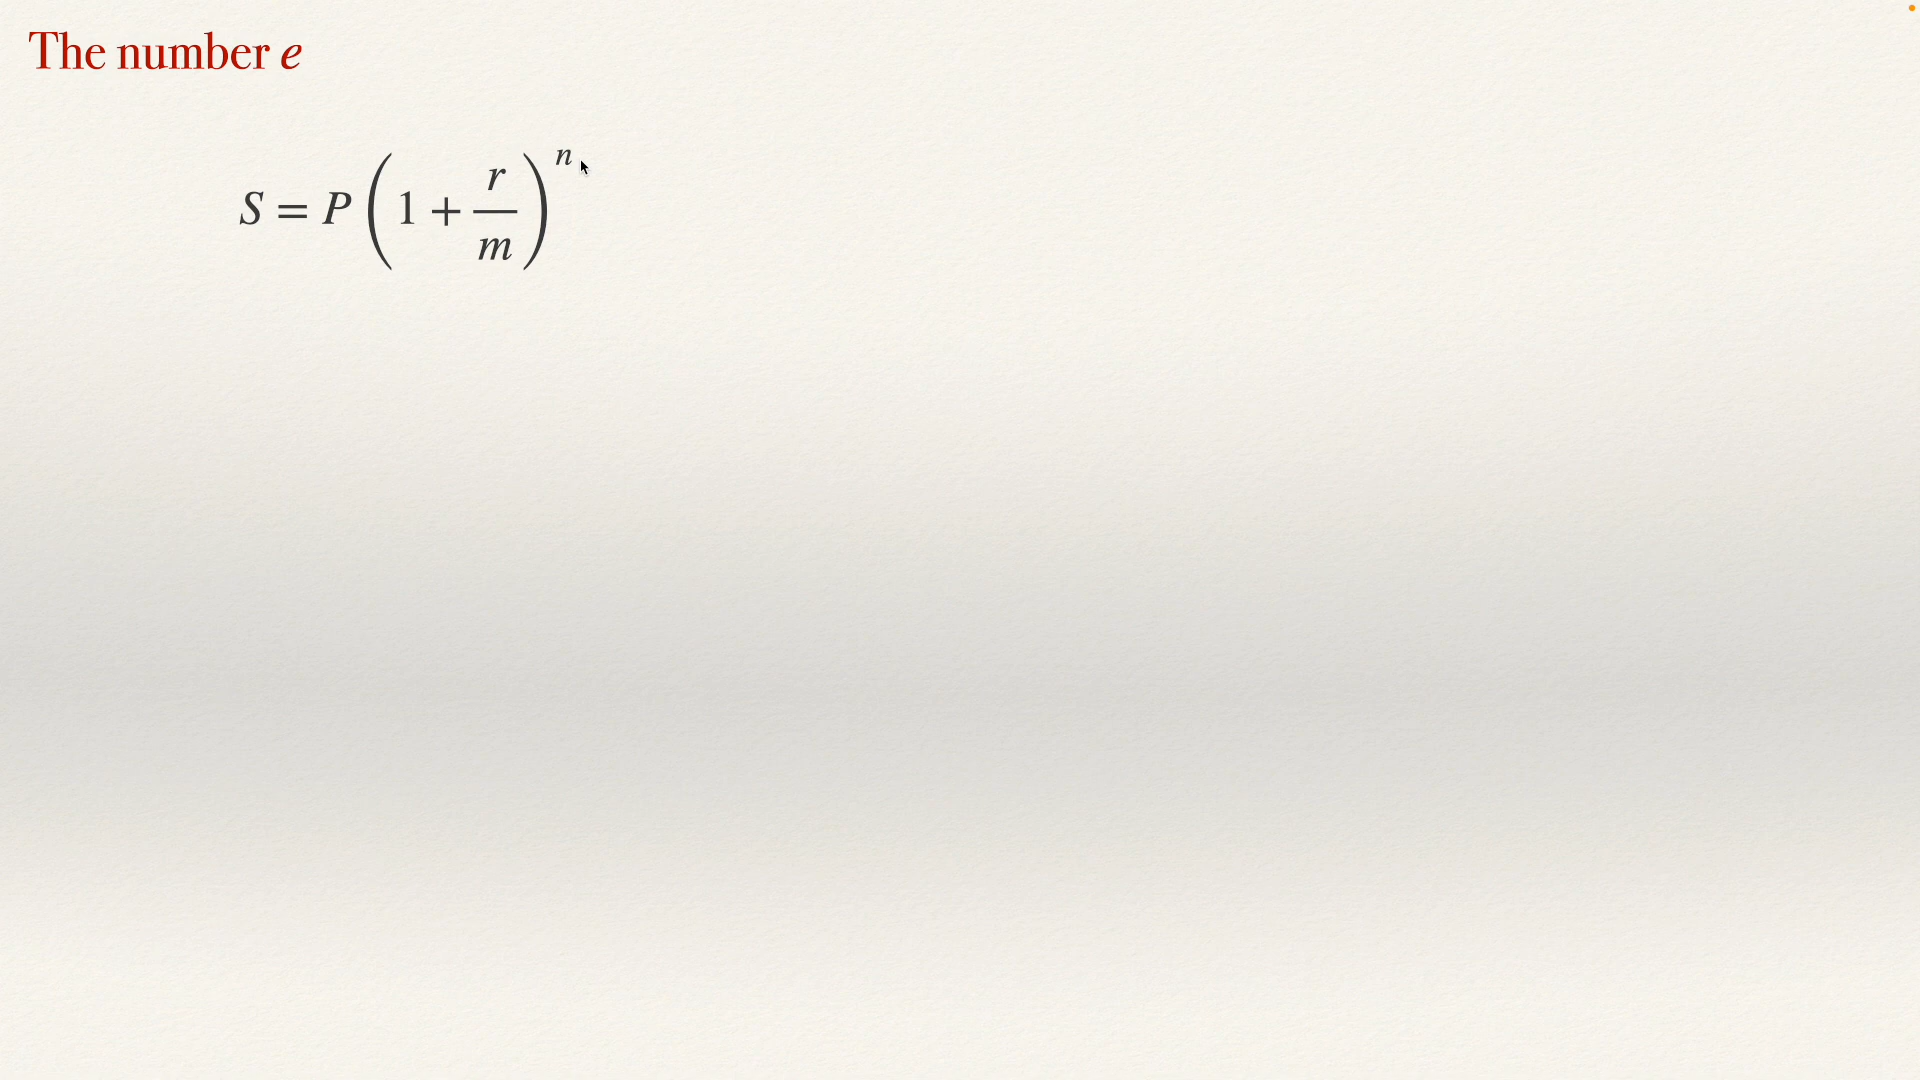 The number e
S = P(1 + r/m)^n